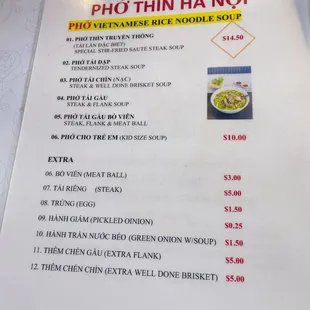 PHỞ THÌN HÀ NỘI
PHỞ VIETNAMESE RICE NOODLE SOUP
01. PHỞ THÌN TRUYỀN THỐNG
(TÁI LĂN ĐẶC BIỆT)
SPECIAL STIR-FRIED SAUTE STEAK SOUP
$14.50
02. PHỞ TÁI ĐẬP
TENDERNIZED STEAK SOUP
03. PHỞ TÁI CHÍN (NẠC)
STEAK & WELL DONE BRISKET SOUP
04. PHỞ TÁI GẦU
STEAK & FLANK SOUP
05. PHỞ TÁI GẦU BÒ VIÊN
STEAK, FLANK & MEAT BALL
06. PHỞ CHO TRẺ EM (KID SIZE SOUP) $10.00
EXTRA
06. BÒ VIÊN (MEAT BALL) $3.00
07. TÁI RIÊNG (STEAK) $5.00
08. TRỨNG (EGG) $1.50
09. HÀNH GIẤM (PICKLED OINION) $0.25
10. HÀNH TRẦN NƯỚC BÉO (GREEN ONION W/SOUP) $1.50
11. THÊM CHÉN GẦU (EXTRA FLANK) $5.00
12. THÊM CHÉN CHÍN (EXTRA WELL DONE BRISKET) $5.00